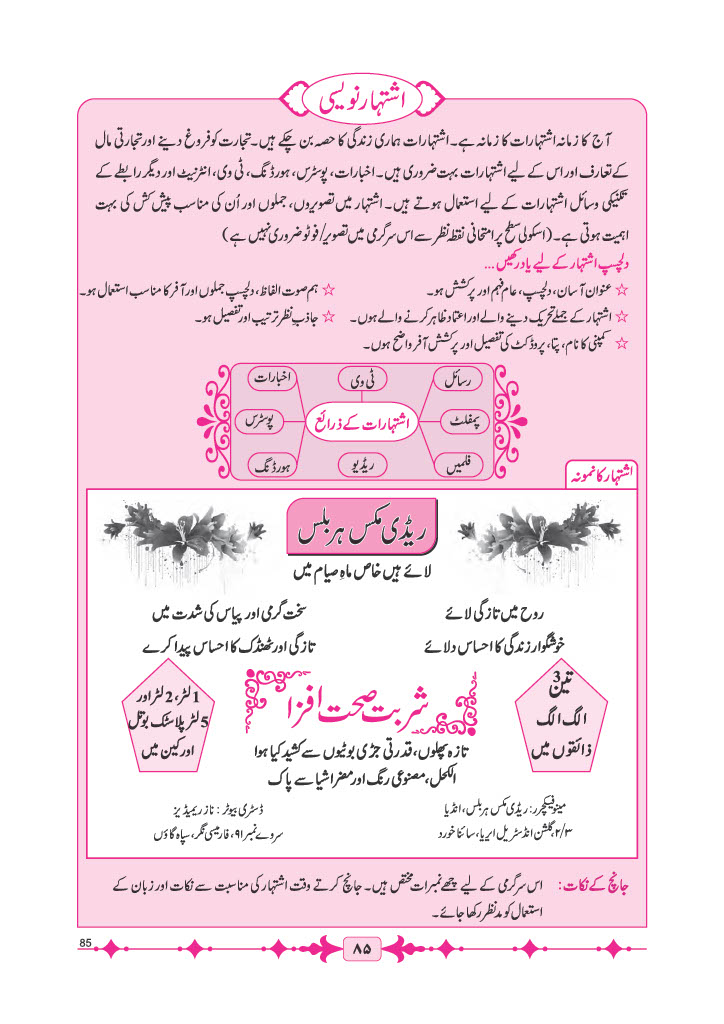 اشتہار نویسی
آج کا زمانہ اشتہارات کا زمانہ ہے۔ اشتہارات ہماری زندگی کا حصہ بن چکے ہیں۔ تجارت کو فروغ دینے اور تجارتی مال
کے تعارف اور اس کے لیے اشتہارات بہت ضروری ہیں۔ اخبارات، پوسٹرس، ہورڈنگ، ٹی وی، انٹرنیٹ اور دیگر رابطے کے
تکنیکی وسائل اشتہارات کے لیے استعمال ہوتے ہیں۔ اشتہار میں تصویروں، جملوں اور اُن کی مناسب پیش کش کی بہت
اہمیت ہوتی ہے۔ (اسکولی سطح پر امتحانی نقطۂ نظر سے اس سرگرمی میں تصویر/فوٹو ضروری نہیں ہے)
دلچسپ اشتہار کے لیے یاد رکھیں ...
☆ عنوان آسان، دلچسپ، عام فہم اور پرکشش ہو۔ ☆ ہم صوت الفاظ، دلچسپ جملوں اور آفر کا مناسب استعمال ہو۔
☆ اشتہار کے جملے تحریک دینے والے اور اعتماد ظاہر کرنے والے ہوں۔ ☆ جاذبِ نظر ترتیب اور تفصیل ہو۔
☆ کمپنی کا نام، پتا، پروڈکٹ کی تفصیل اور پرکشش آفر واضح ہوں۔
رسائل ٹی وی اخبارات
پمفلٹ اشتہارات کے ذرائع پوسٹرس
فلمیں ریڈیو ہورڈنگ
اشتہار کا نمونہ
ریڈی مکس ہربلس
لائے ہیں خاص ماہِ صیام میں
روح میں تازگی لائے سخت گرمی اور پیاس کی شدت میں
خوشگوار زندگی کا احساس دلائے تازگی اور ٹھنڈک کا احساس پیدا کرے
تین 3
الگ الگ
ذائقوں میں
شربت صحت افزا
1 لٹر، 2 لٹر اور
5 لٹر پلاسٹک بوتل
اور کین میں
تازہ پھلوں، قدرتی جڑی بوٹیوں سے کشید کیا ہوا
الکحل، مصنوعی رنگ اور مضر اشیا سے پاک
مینوفیکچرر: ریڈی مکس ہربلس، انڈیا ڈسٹری بیوٹر: ناز ریمیڈیز
۲/۳، گلشن انڈسٹریل ایریا، سائنا خورد سروے نمبر ۹۱، فارمیسی نگر، سپاہ گاؤں
جانچ کے نکات: اس سرگرمی کے لیے چھے نمبرات مختص ہیں۔ جانچ کرتے وقت اشتہار کی مناسبت سے نکات اور زبان کے
استعمال کو مدنظر رکھا جائے۔
85
۸۵